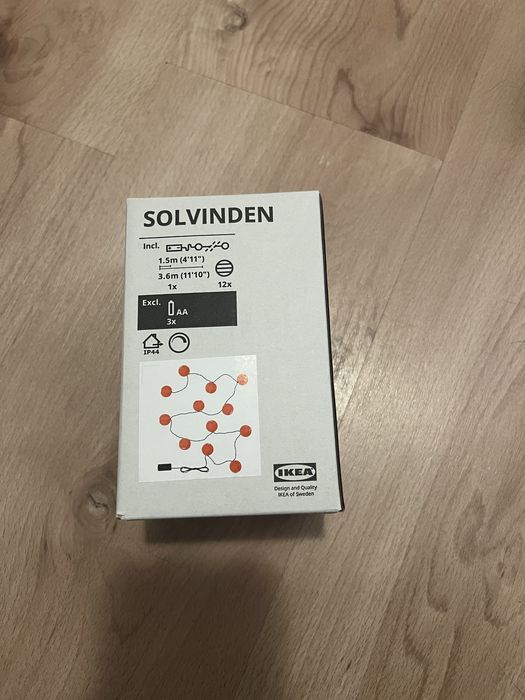 SOLVINDEN
Incl.
1.5m (4'11")
3.6m (11'10")
1x 12x
Excl.
AA
3x
IP44
IKEA
Design and Quality
IKEA of Sweden